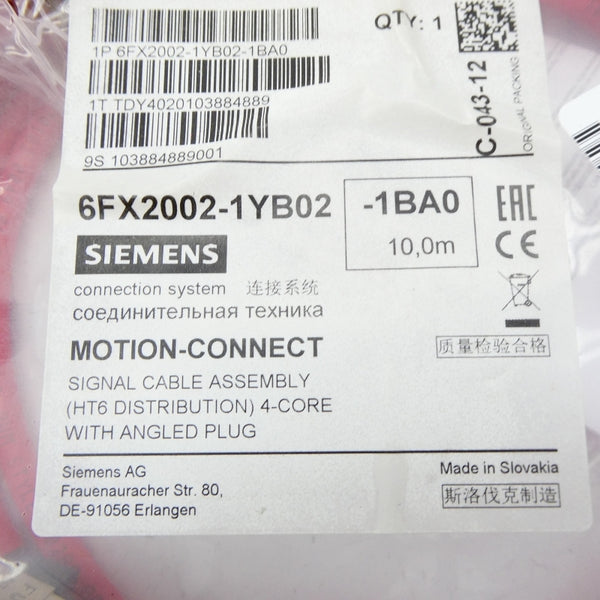 1P 6FX2002-1YB02-1BA0
QTY: 1
1T TDY4020103884889
9S 103884889001
C-043-12
ORIGINAL PACKING
6FX2002-1YB02
-1BA0
10,0m
EAC
CE
SIEMENS
connection system 连接系统
соединительная техника
MOTION-CONNECT
质量检验合格
SIGNAL CABLE ASSEMBLY
(HT6 DISTRIBUTION) 4-CORE
WITH ANGLED PLUG
Siemens AG
Frauenauracher Str. 80,
DE-91056 Erlangen
Made in Slovakia
斯洛伐克制造